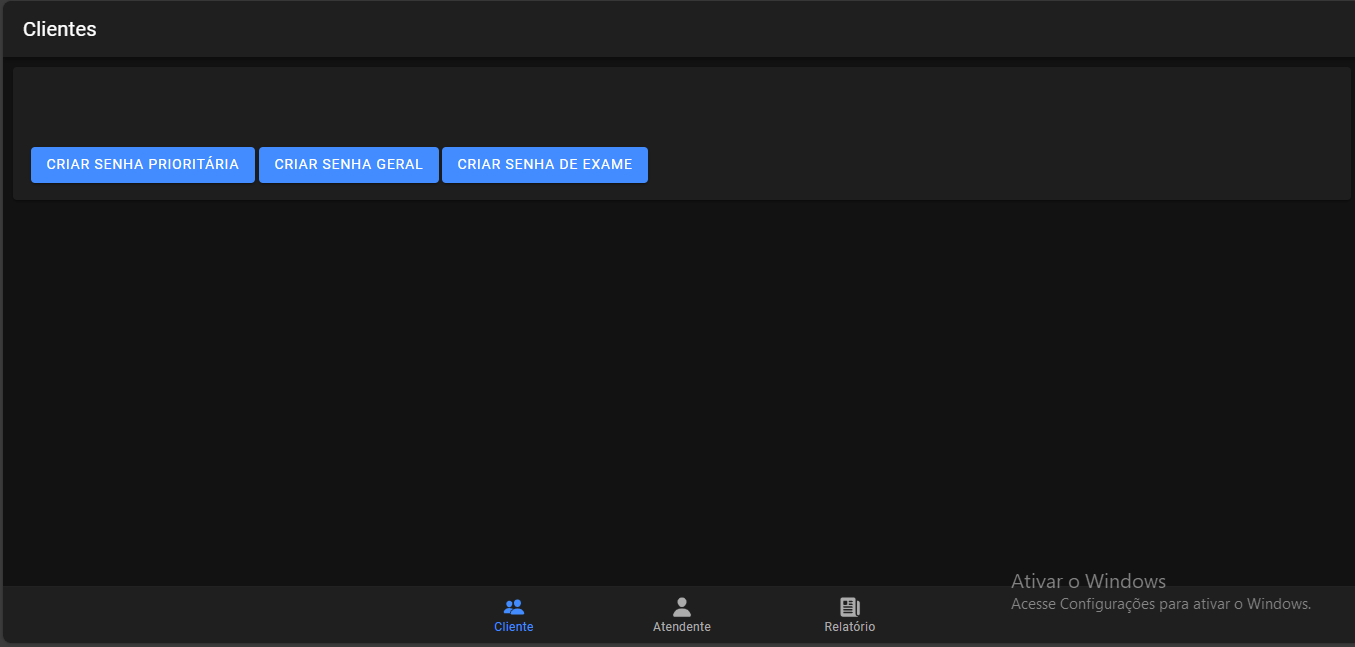 Clientes
CRIAR SENHA PRIORITÁRIA CRIAR SENHA GERAL CRIAR SENHA DE EXAME
Ativar o Windows
Acesse Configurações para ativar o Windows.
Cliente Atendente Relatório